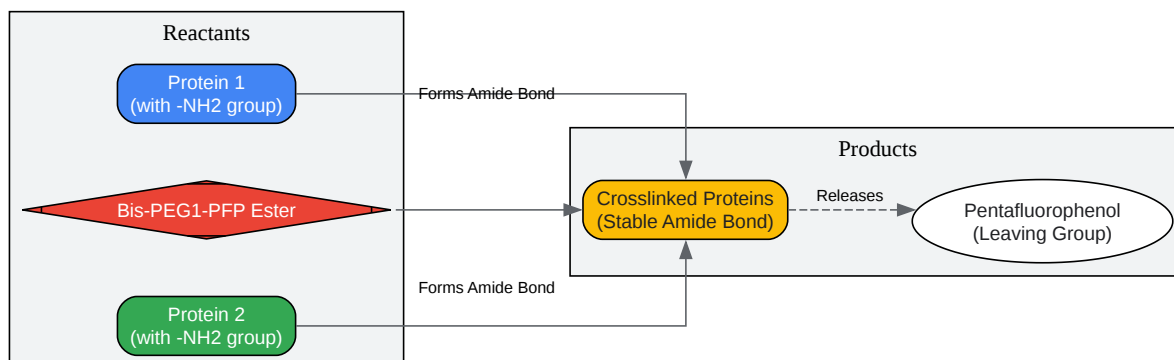 Reactants
Protein 1
(with -NH2 group)
Forms Amide Bond
Products
Bis-PEG1-PFP Ester
Crosslinked Proteins
(Stable Amide Bond)
Releases
Pentafluorophenol
(Leaving Group)
Forms Amide Bond
Protein 2
(with -NH2 group)